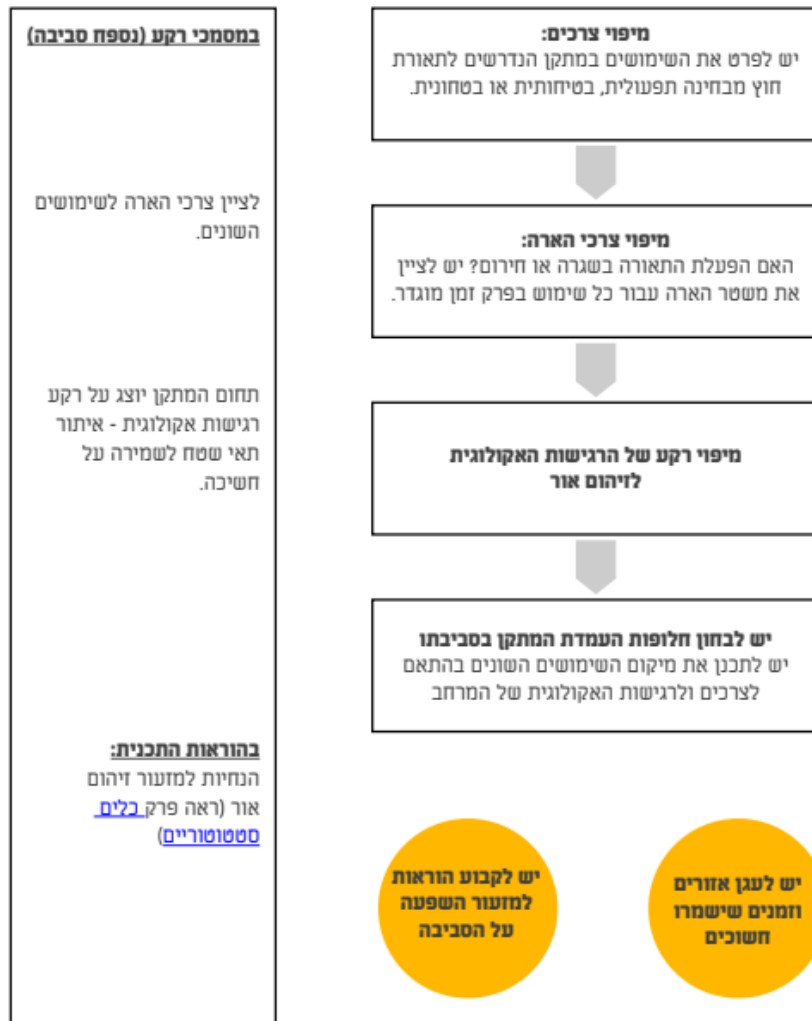 מיפוי צרכים:
יש לפרט את השימושים במתקן הנדרשים לתאורת
חוץ מבחינה תפעולית, בטיחותית או בטחונית.
מיפוי צרכי הארה:
האם הפעלת התאורה בשגרה או חירום? יש לציין
את משטר הארה עבור כל שימוש בפרק זמן מוגדר.
מיפוי רקע של הרגישות האקולוגית
לזיהום אור
יש לבחון חלופות העמדת המתקן בסביבתו
יש לתכנן את מיקום השימושים השונים בהתאם
לצרכים ולרגישות האקולוגית של המרחב
יש לעגן אזורים
וזמנים שישמרו
חשוכים
יש לקבוע הוראות
למזעור השפעה
על הסביבה
במסמכי רקע (נספח סביבה)
לציין צרכי הארה לשימושים
השונים.
תחום המתקן יוצג על רקע
רגישות אקולוגית - איתור
תאי שטח לשמירה על
חשיכה.
בהוראות התכנית:
הנחיות למזעור זיהום
אור (ראה פרק כלים
סטטוטוריים)